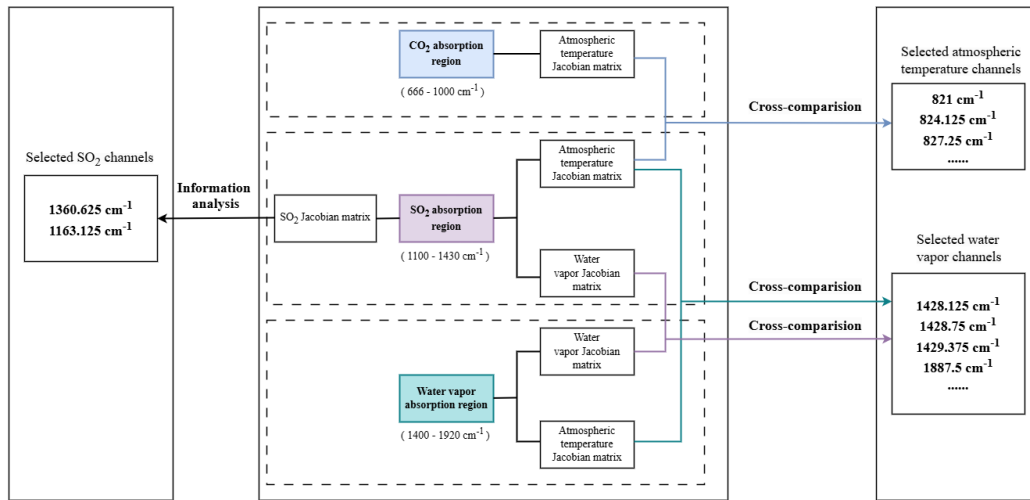 Selected SO₂ channels
1360.625 cm⁻¹
1163.125 cm⁻¹
Information
analysis
CO₂ absorption
region
( 666 - 1000 cm⁻¹ )
Atmospheric
temperature
Jacobian matrix
SO₂ Jacobian matrix
SO₂ absorption
region
( 1100 - 1430 cm⁻¹ )
Atmospheric
temperature
Jacobian matrix
Water
vapor Jacobian
matrix
Water vapor
absorption region
( 1400 - 1920 cm⁻¹ )
Water
vapor Jacobian
matrix
Atmospheric
temperature
Jacobian matrix
Cross-comparision
Cross-comparision
Cross-comparision
Selected atmospheric
temperature channels
821 cm⁻¹
824.125 cm⁻¹
827.25 cm⁻¹
......
Selected water
vapor channels
1428.125 cm⁻¹
1428.75 cm⁻¹
1429.375 cm⁻¹
1887.5 cm⁻¹
......